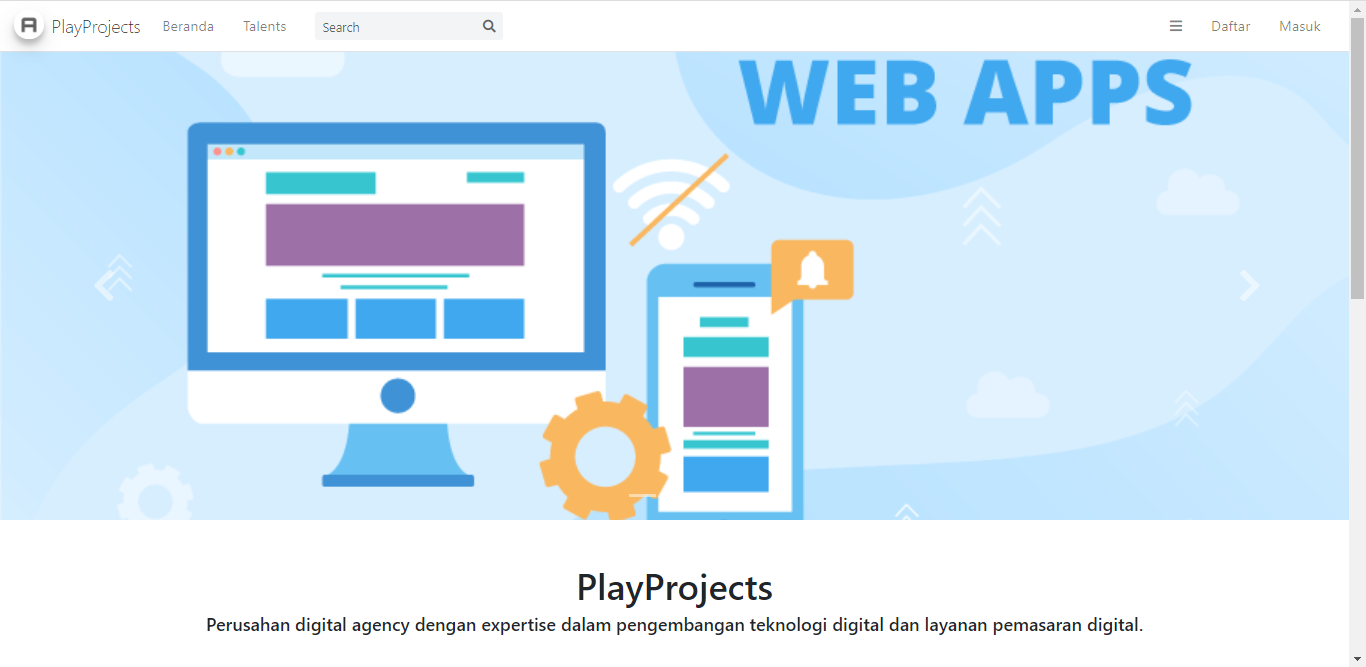 PlayProjects
Beranda
Talents
Search
Daftar
Masuk
WEB APPS
PlayProjects
Perusahan digital agency dengan expertise dalam pengembangan teknologi digital dan layanan pemasaran digital.